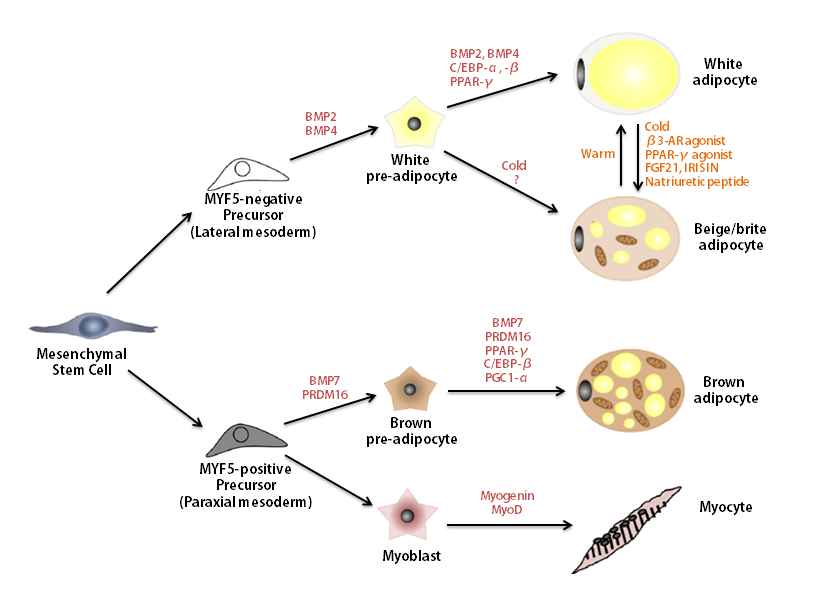 BMP2, BMP4
C/EBP-α , -β
PPAR-γ
White
adipocyte
BMP2
BMP4
White
pre-adipocyte
Cold
?
Warm
Cold
β3-AR agonist
PPAR-γ agonist
FGF21, IRISIN
Natriuretic peptide
MYF5-negative
Precursor
(Lateral mesoderm)
Beige/brite
adipocyte
Mesenchymal
Stem Cell
BMP7
PRDM16
Brown
pre-adipocyte
BMP7
PRDM16
PPAR-γ
C/EBP-β
PGC1-α
Brown
adipocyte
MYF5-positive
Precursor
(Paraxial mesoderm)
Myoblast
Myogenin
MyoD
Myocyte